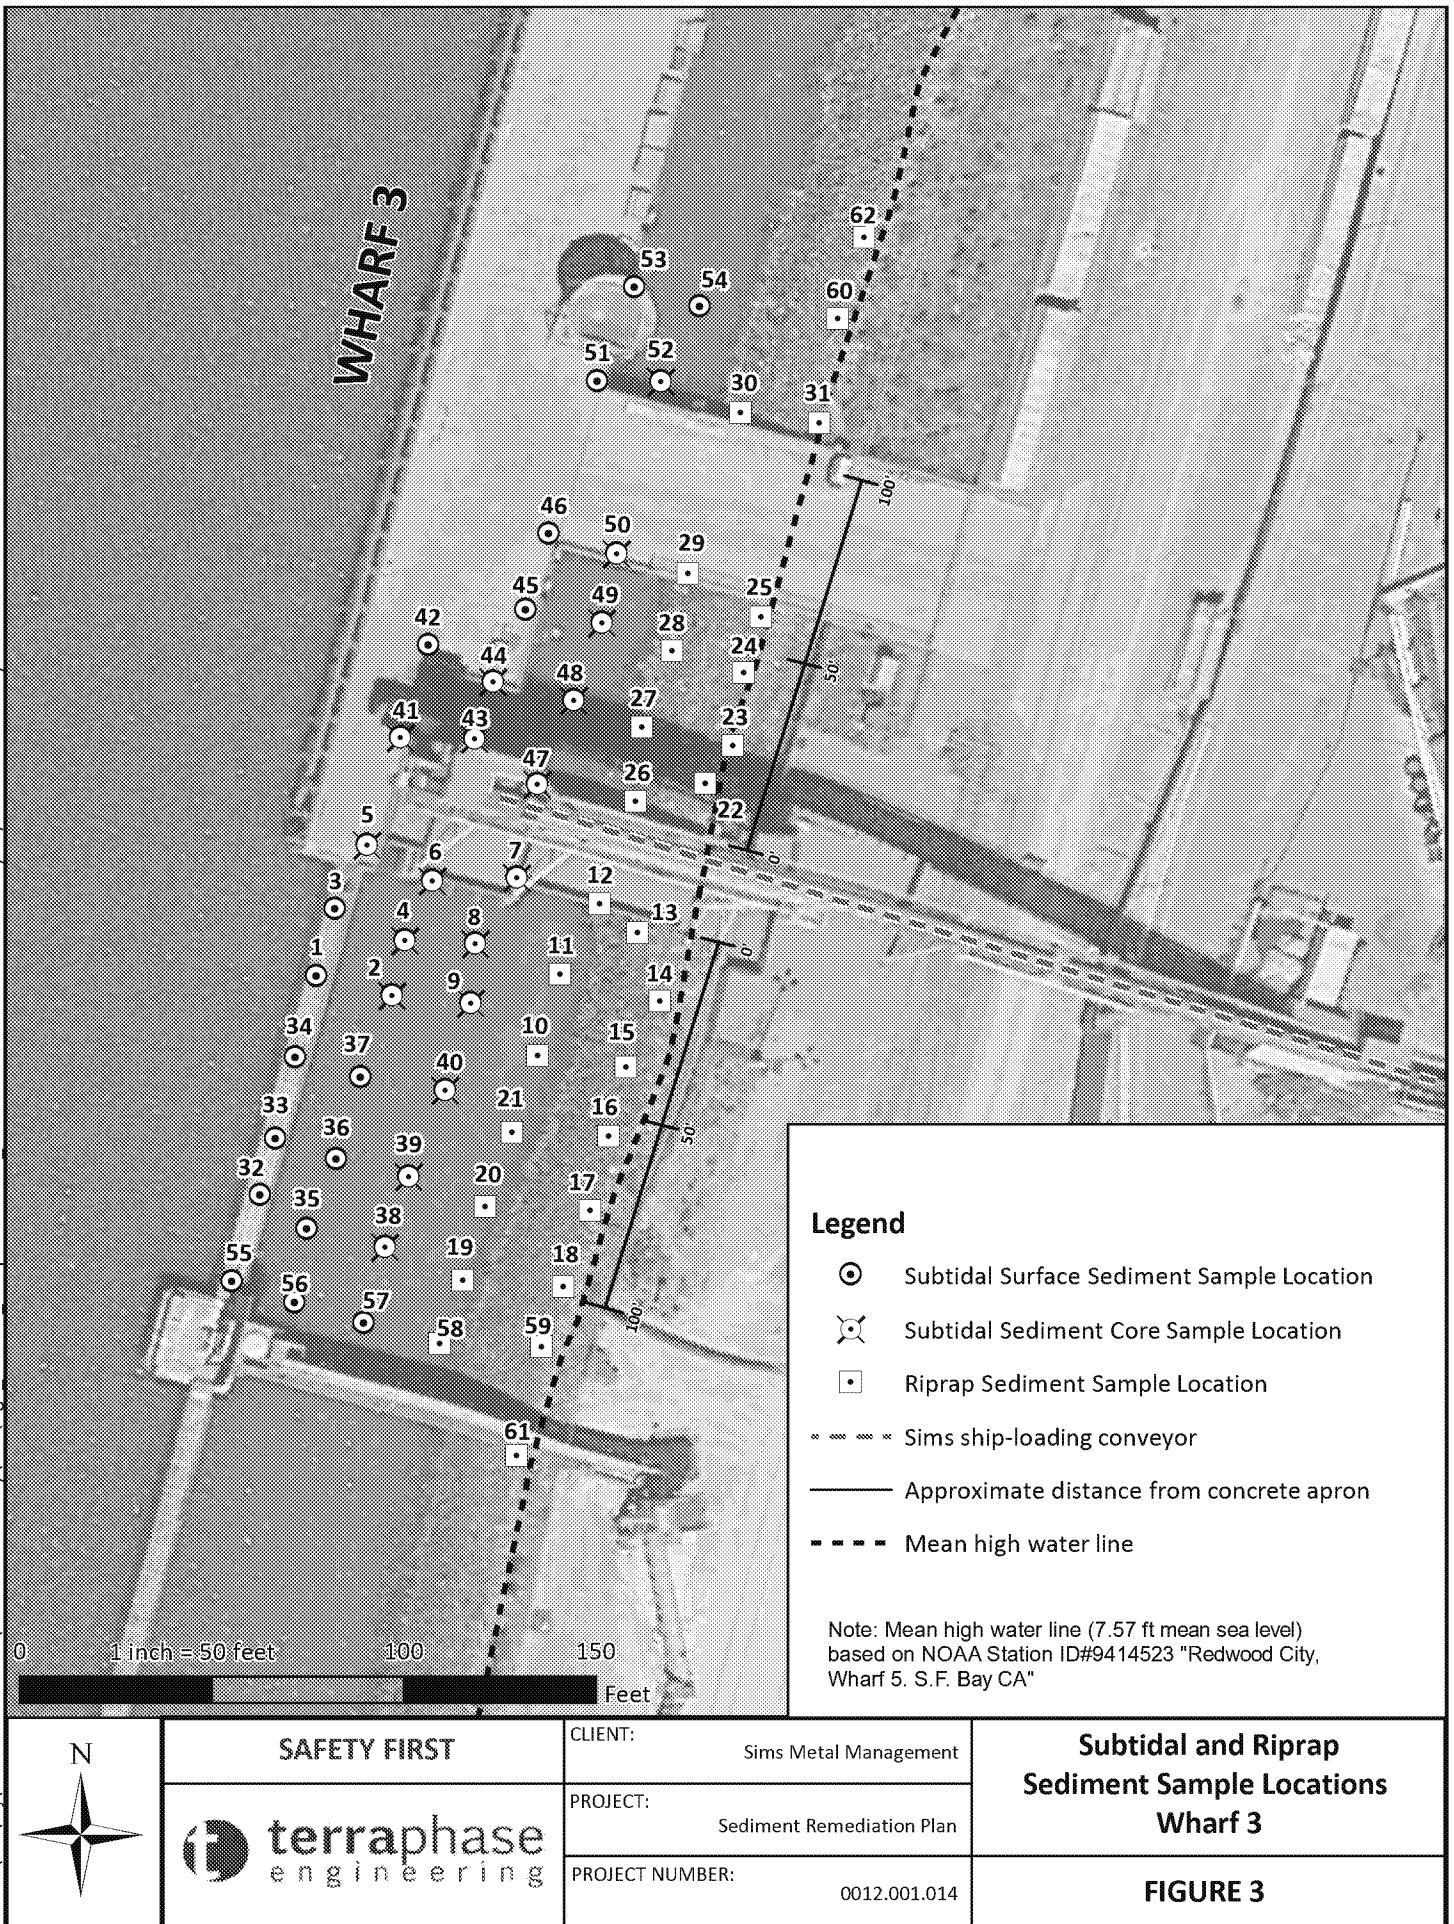 WHARF 3
62
53
54
60
51
52
30
31
100'
46
50
29
45
49
25
42
28
44
24
50'
48
27
41
43
23
47
26
22
5
0'
6
7
12
3
4
8
13
11
0'
1
2
9
14
34
37
10
15
40
33
21
16
36
50'
39
32
35
20
17
38
55
19
18
56
57
100'
58
59
61
Legend
Subtidal Surface Sediment Sample Location
Subtidal Sediment Core Sample Location
Riprap Sediment Sample Location
Sims ship-loading conveyor
Approximate distance from concrete apron
Mean high water line
Note: Mean high water line (7.57 ft mean sea level)
based on NOAA Station ID#9414523 "Redwood City,
Wharf 5. S.F. Bay CA"
0 1 inch = 50 feet 100 150
Feet
N
SAFETY FIRST
terraphase
engineering
CLIENT:
Sims Metal Management
PROJECT:
Sediment Remediation Plan
PROJECT NUMBER:
0012.001.014
Subtidal and Riprap
Sediment Sample Locations
Wharf 3
FIGURE 3